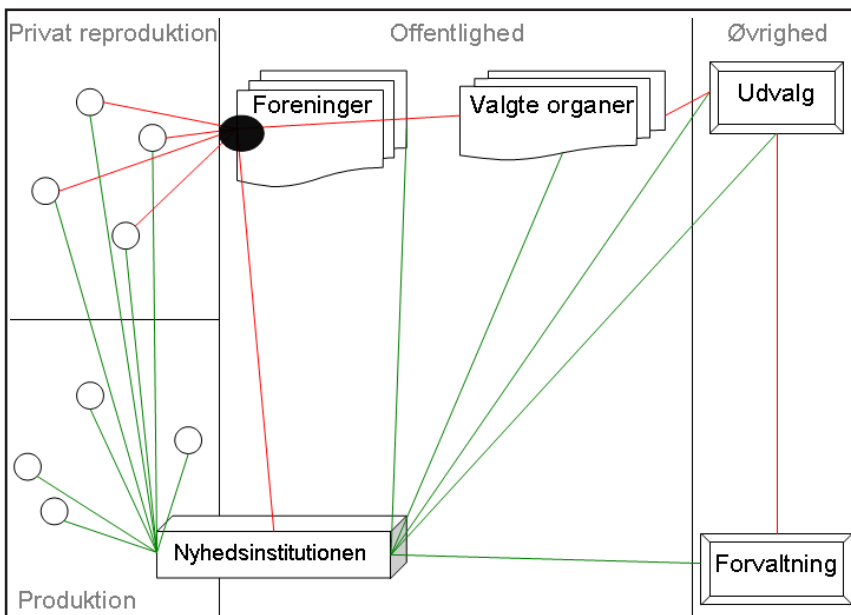 Privat reproduktion
Offentlighed
Øvrighed
Foreninger
Valgte organer
Udvalg
Nyhedsinstitutionen
Forvaltning
Produktion